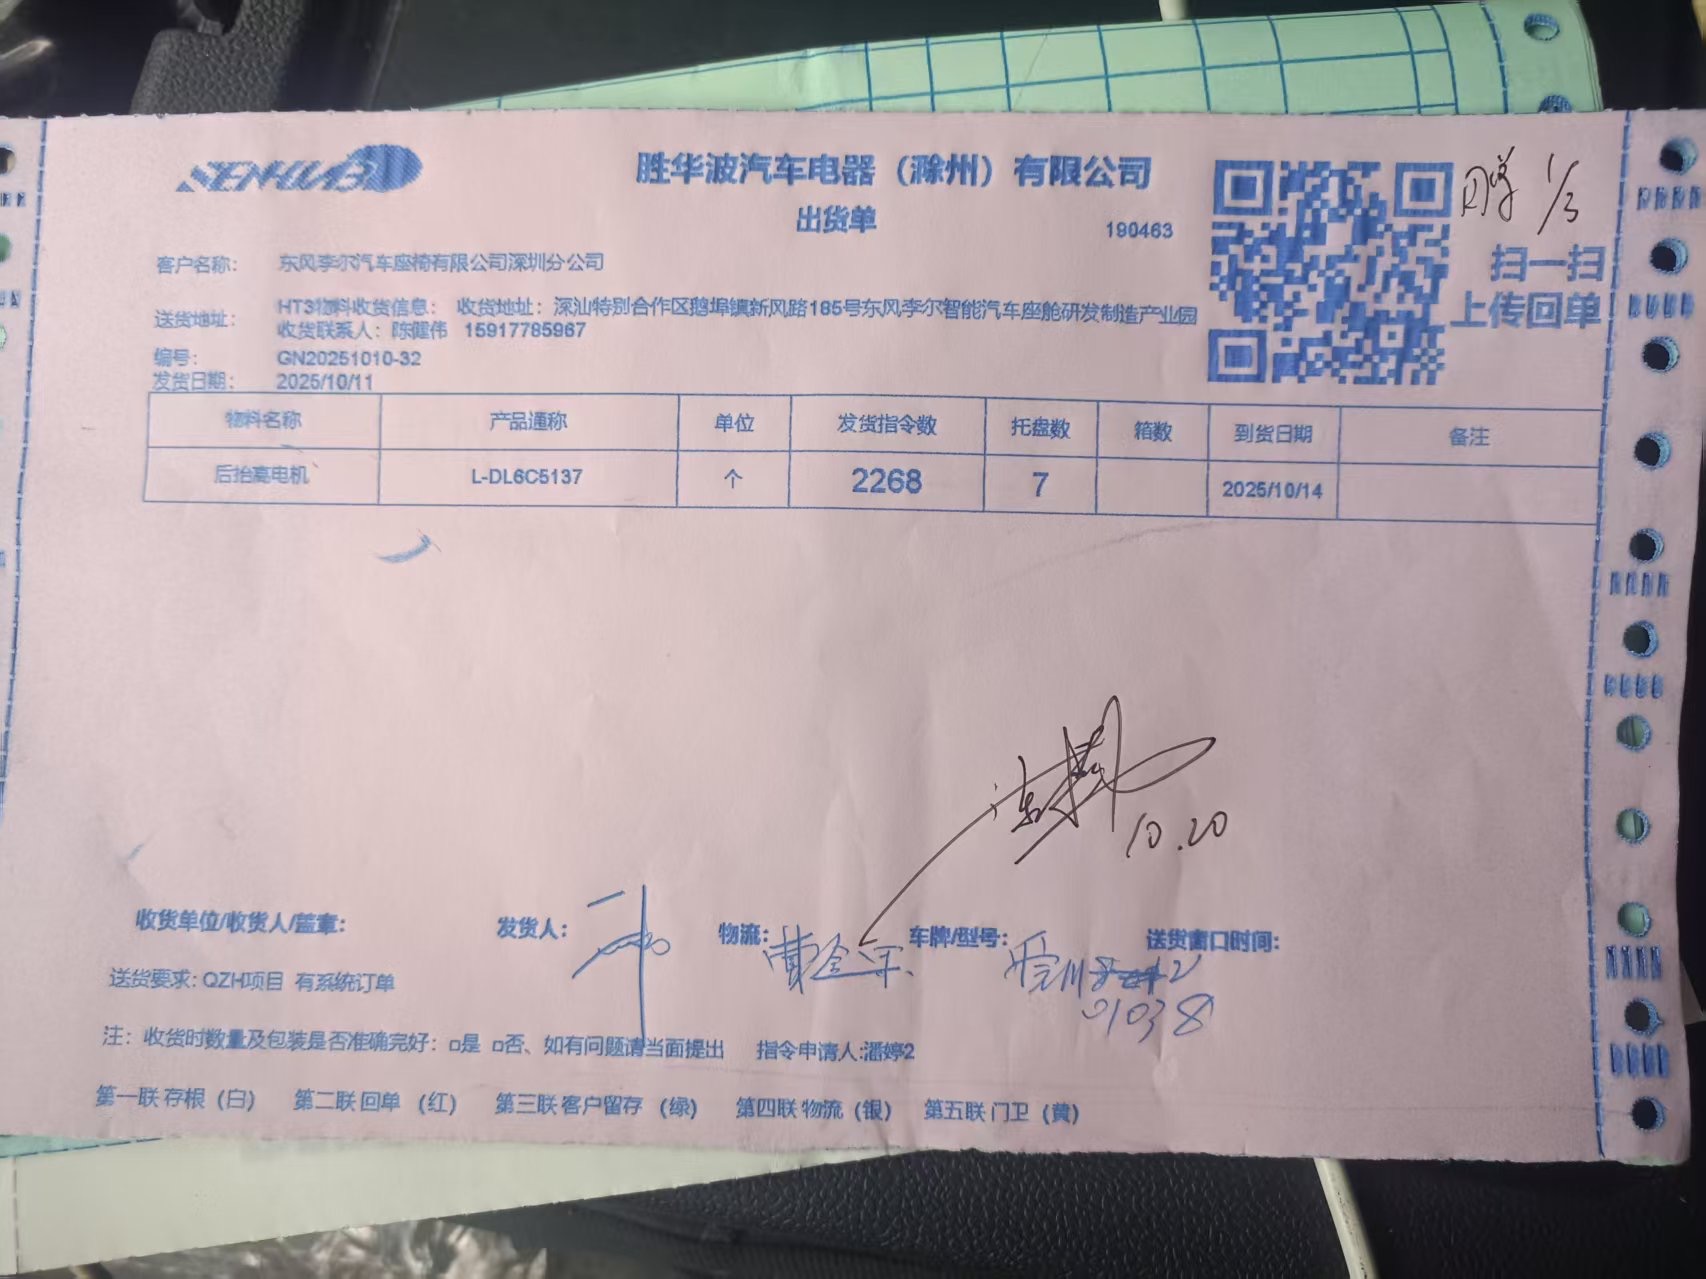 SENHWABO
胜华波汽车电器（滁州）有限公司
出货单
190463
1/3
扫一扫
上传回单
客户名称： 东风李尔汽车座椅有限公司深圳分公司
送货地址： HT3物料收货信息： 收货地址：深汕特别合作区鹅埠镇新风路185号东风李尔智能汽车座舱研发制造产业园
收货联系人：陈健伟 15917785967
编号： GN20251010-32
发货日期： 2025/10/11
物料名称 产品通称 单位 发货指令数 托盘数 箱数 到货日期 备注
后抬高电机 L-DL6C5137 个 2268 7 2025/10/14
10.20
收货单位/收货人/盖章： 发货人： 物流： 车牌/型号： 送货窗口时间：
01038
送货要求: QZH项目 有系统订单
注：收货时数量及包装是否准确完好：□是 □否、如有问题请当面提出 指令申请人:潘婷2
第一联 存根（白） 第二联 回单 （红） 第三联 客户留存 （绿） 第四联 物流（银） 第五联 门卫（黄）